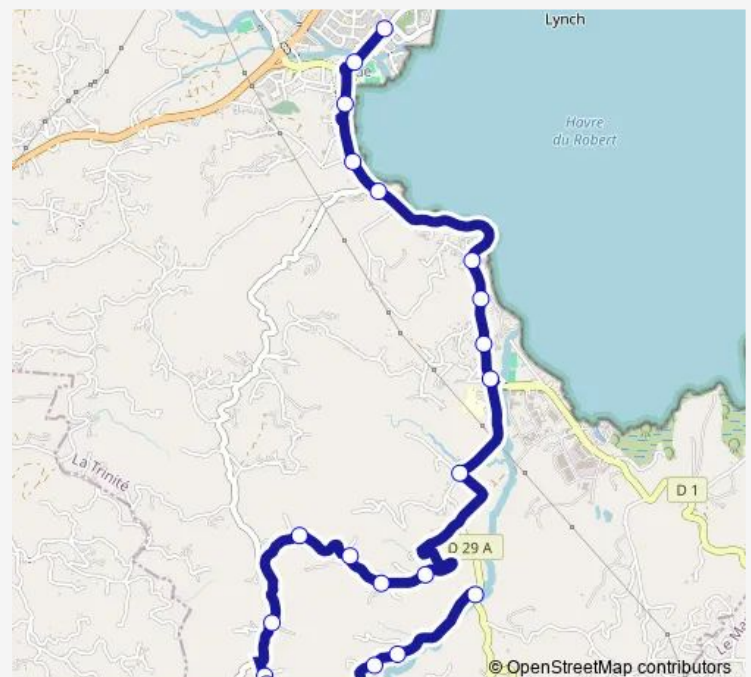 Lynch
Havre
du Robert
La Trinité
D 1
D 29 A
© OpenStreetMap contributors